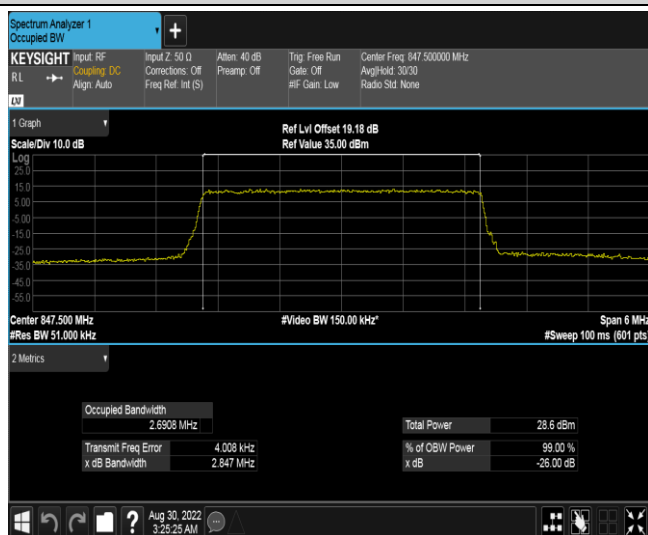 Spectrum Analyzer 1
Occupied BW
+
KEYSIGHT
RL
LXI
Input: RF
Coupling: DC
Align: Auto
Input Z: 50 Ω
Corrections: Off
Freq Ref: Int (S)
Atten: 40 dB
Preamp: Off
Trig: Free Run
Gate: Off
#IF Gain: Low
Center Freq: 847.500000 MHz
Avg|Hold: 30/30
Radio Std: None
1 Graph
Scale/Div 10.0 dB
Ref Lvl Offset 19.18 dB
Ref Value 35.00 dBm
Log
25.0
15.0
5.00
-5.00
-15.0
-25.0
-35.0
-45.0
-55.0
Center 847.500 MHz
#Res BW 51.000 kHz
#Video BW 150.00 kHz*
Span 6 MHz
#Sweep 100 ms (601 pts)
2 Metrics
Occupied Bandwidth
2.6908 MHz
Transmit Freq Error 4.008 kHz
x dB Bandwidth 2.847 MHz
Total Power 28.6 dBm
% of OBW Power 99.00 %
x dB -26.00 dB
?
Aug 30, 2022
3:25:25 AM